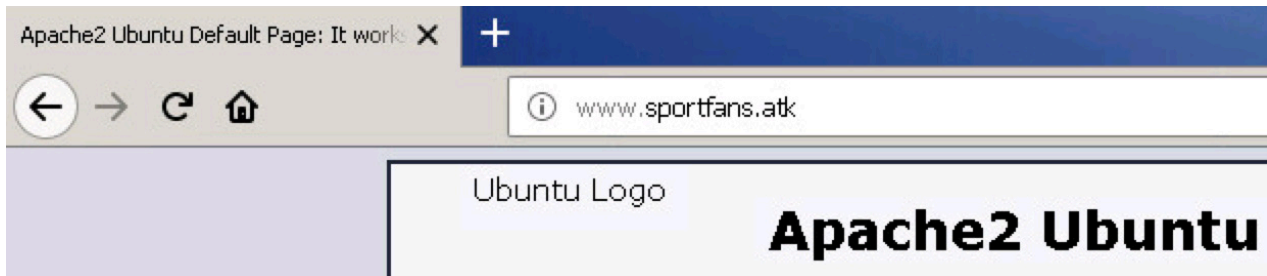 Apache2 Ubuntu Default Page: It works
www.sportfans.atk
Ubuntu Logo
Apache2 Ubuntu